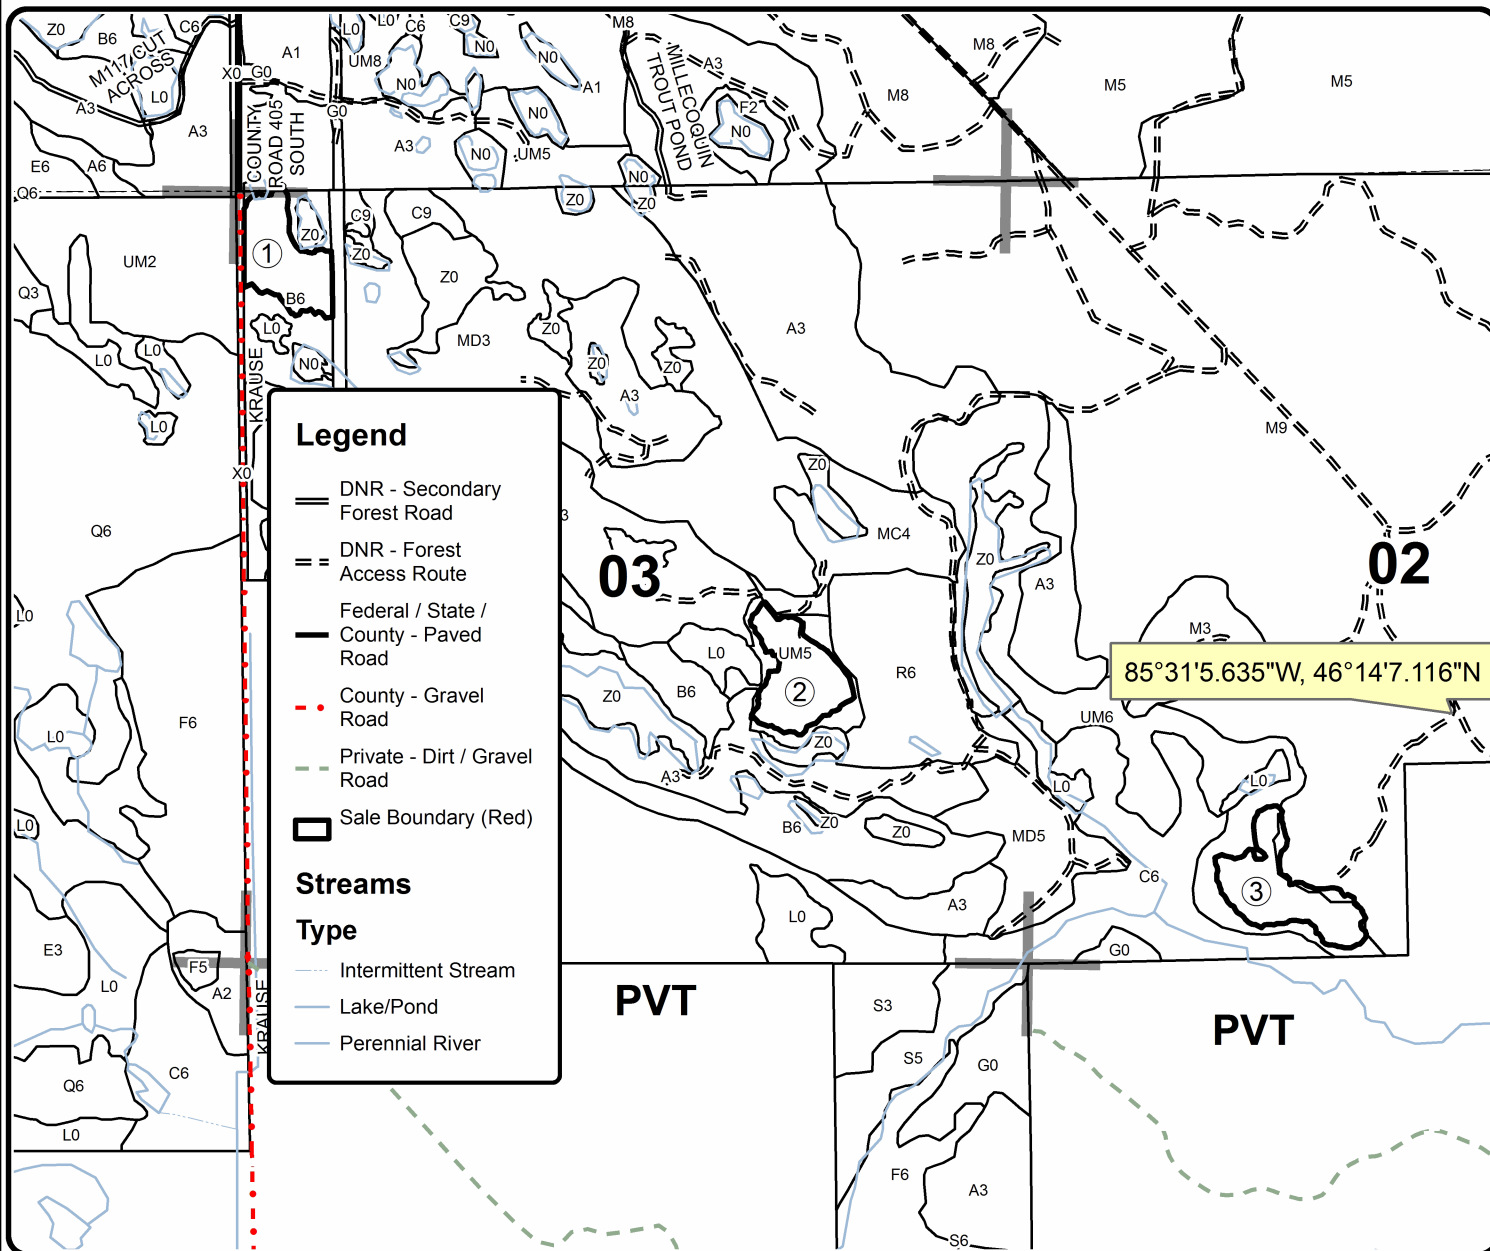 Z0
B6
C6
M117 CUT
ACROSS
L0
A3
A3
E6
A6
Q6
X0
G0
A1
L0
L0
C6
C9
UM8
N0
N0
N0
A1
M8
G0
COUNTY
ROAD 405
SOUTH
A3
N0
N0
UM5
MILLECOQUIN
TROUT POND
A3
F2
N0
M8
M8
M5
M5
N0
Z0
Z0
UM2
Q3
1
Z0
B6
C9
C9
Z0
Z0
MD3
L0
L0
L0
L0
N0
KRAUSE
Z0
Z0
Z0
A3
A3
M9
X0
Q6
Legend
DNR - Secondary
Forest Road
DNR - Forest
Access Route
Federal / State /
County - Paved
Road
County - Gravel
Road
Private - Dirt / Gravel
Road
Sale Boundary (Red)
Streams
Type
Intermittent Stream
Lake/Pond
Perennial River
3
03
Z0
MC4
Z0
A3
02
M3
85°31'5.635"W, 46°14'7.116"N
L0
UM5
2
B6
Z0
R6
UM6
Z0
A3
L0
L0
B6
Z0
Z0
MD5
C6
3
L0
A3
G0
L0
F6
L0
L0
E3
L0
F5
A2
KRAUSE
Q6
C6
L0
PVT
S3
S5
G0
F6
A3
S6
PVT